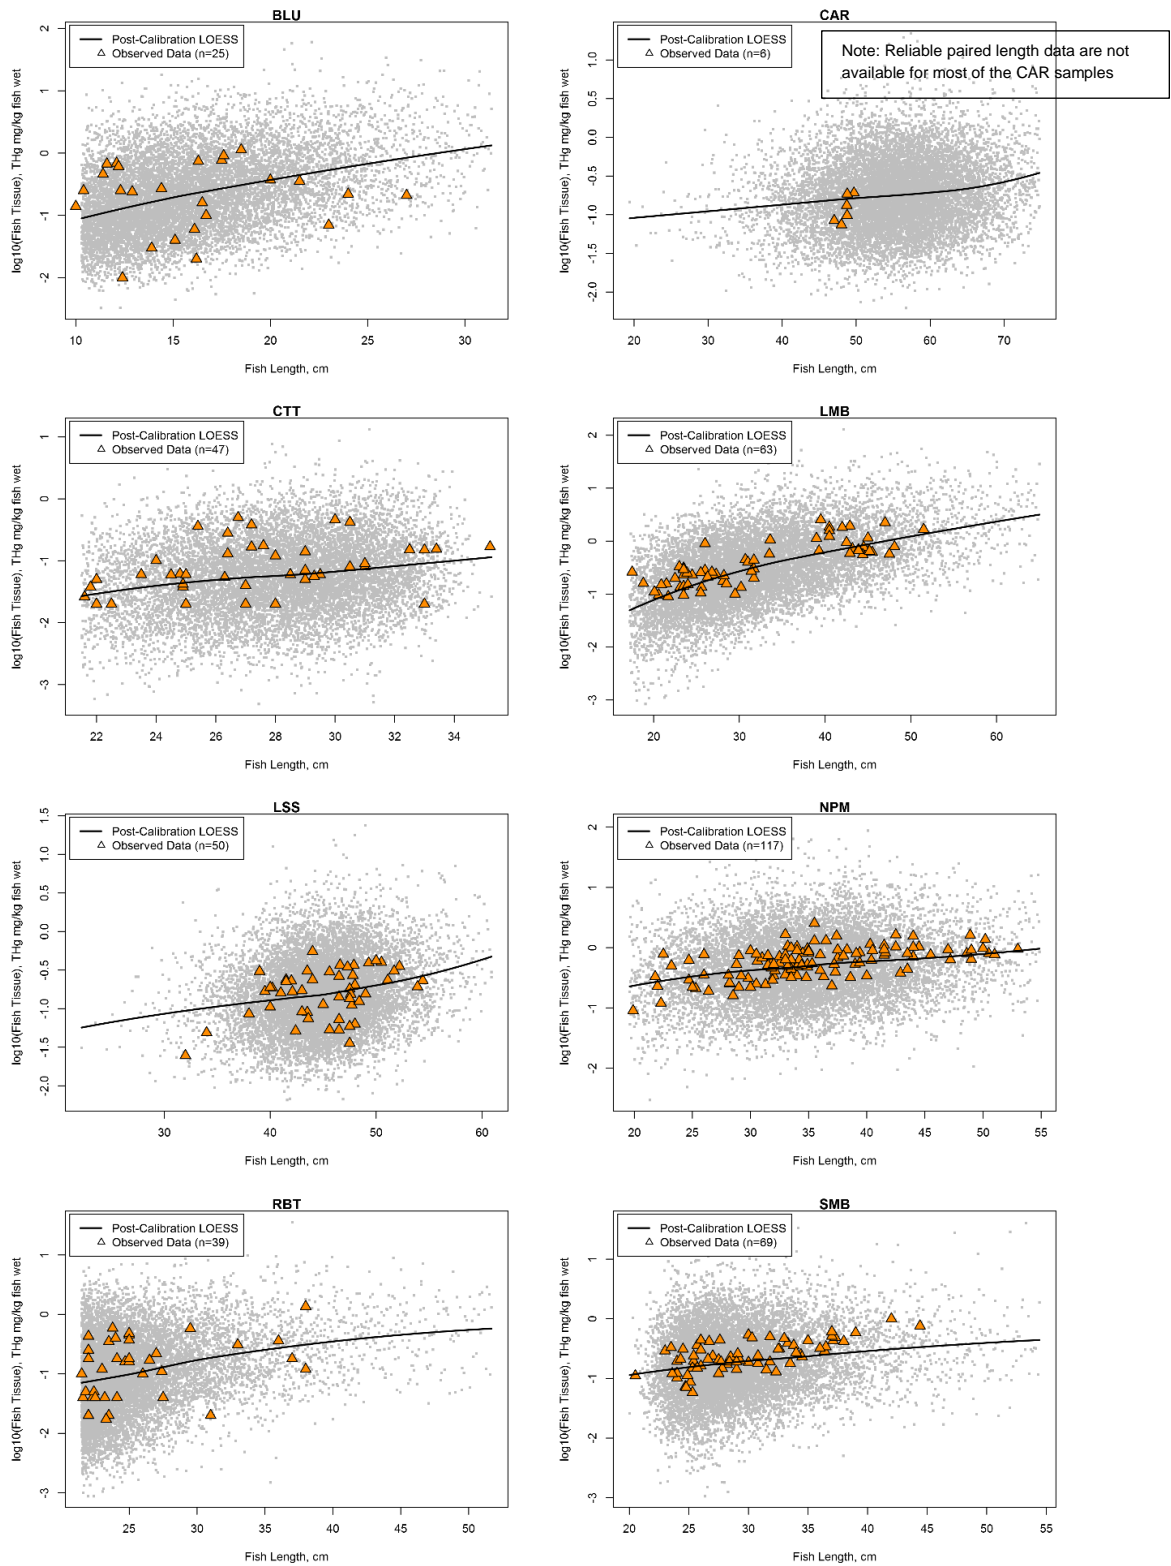 BLU
Post-Calibration LOESS
Observed Data (n=25)
log10(Fish Tissue), THg mg/kg fish wet
-2 -1 0 1 2
10 15 20 25 30
Fish Length, cm
CAR
Post-Calibration LOESS
Observed Data (n=6)
Note: Reliable paired length data are not
available for most of the CAR samples
log10(Fish Tissue), THg mg/kg fish wet
-2.0 -1.5 -1.0 -0.5 0.0 0.5 1.0
20 30 40 50 60 70
Fish Length, cm
CTT
Post-Calibration LOESS
Observed Data (n=47)
log10(Fish Tissue), THg mg/kg fish wet
-3 -2 -1 0 1
22 24 26 28 30 32 34
Fish Length, cm
LMB
Post-Calibration LOESS
Observed Data (n=63)
log10(Fish Tissue), THg mg/kg fish wet
-3 -2 -1 0 1 2
20 30 40 50 60
Fish Length, cm
LSS
Post-Calibration LOESS
Observed Data (n=50)
log10(Fish Tissue), THg mg/kg fish wet
-2.0 -1.5 -1.0 -0.5 0.0 0.5 1.0 1.5
30 40 50 60
Fish Length, cm
NPM
Post-Calibration LOESS
Observed Data (n=117)
log10(Fish Tissue), THg mg/kg fish wet
-2 -1 0 1 2
20 25 30 35 40 45 50 55
Fish Length, cm
RBT
Post-Calibration LOESS
Observed Data (n=39)
log10(Fish Tissue), THg mg/kg fish wet
-3 -2 -1 0 1
25 30 35 40 45 50
Fish Length, cm
SMB
Post-Calibration LOESS
Observed Data (n=69)
log10(Fish Tissue), THg mg/kg fish wet
-3 -2 -1 0 1
20 25 30 35 40 45 50 55
Fish Length, cm